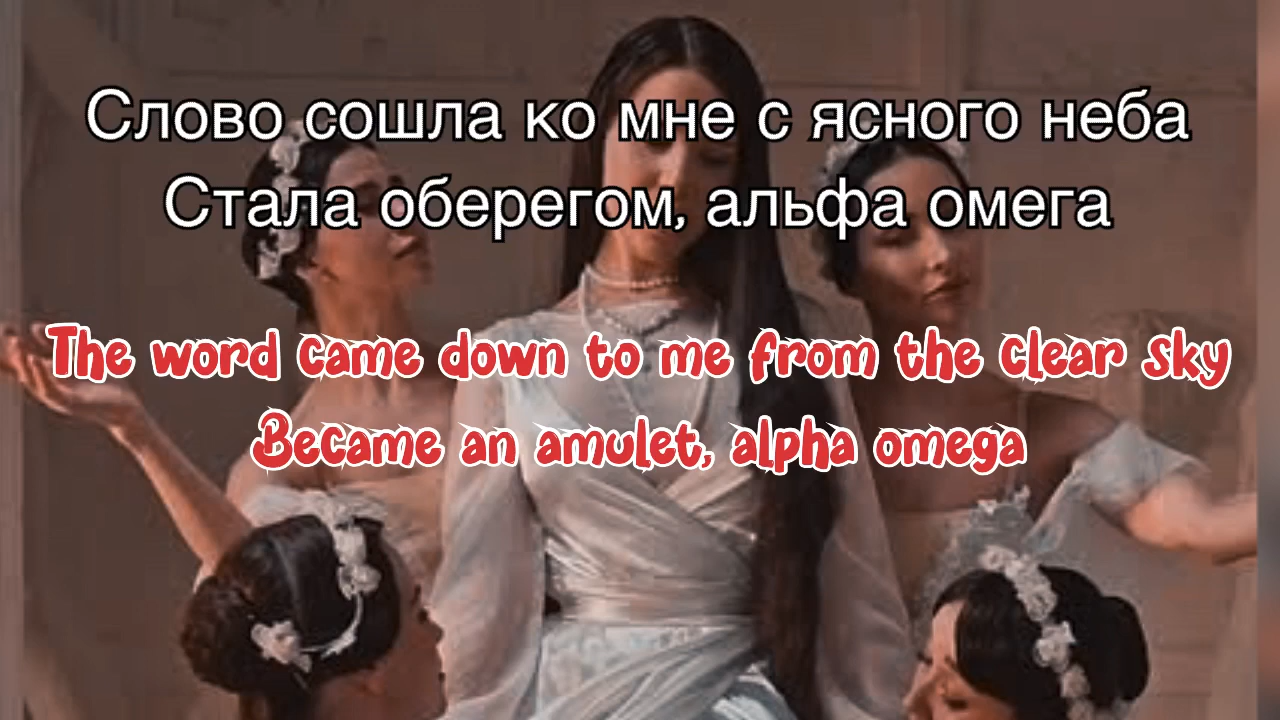 Слово сошла ко мне с ясного неба
Стала оберегом, альфа омега
The word came down to me from the clear sky
Became an amulet, alpha omega